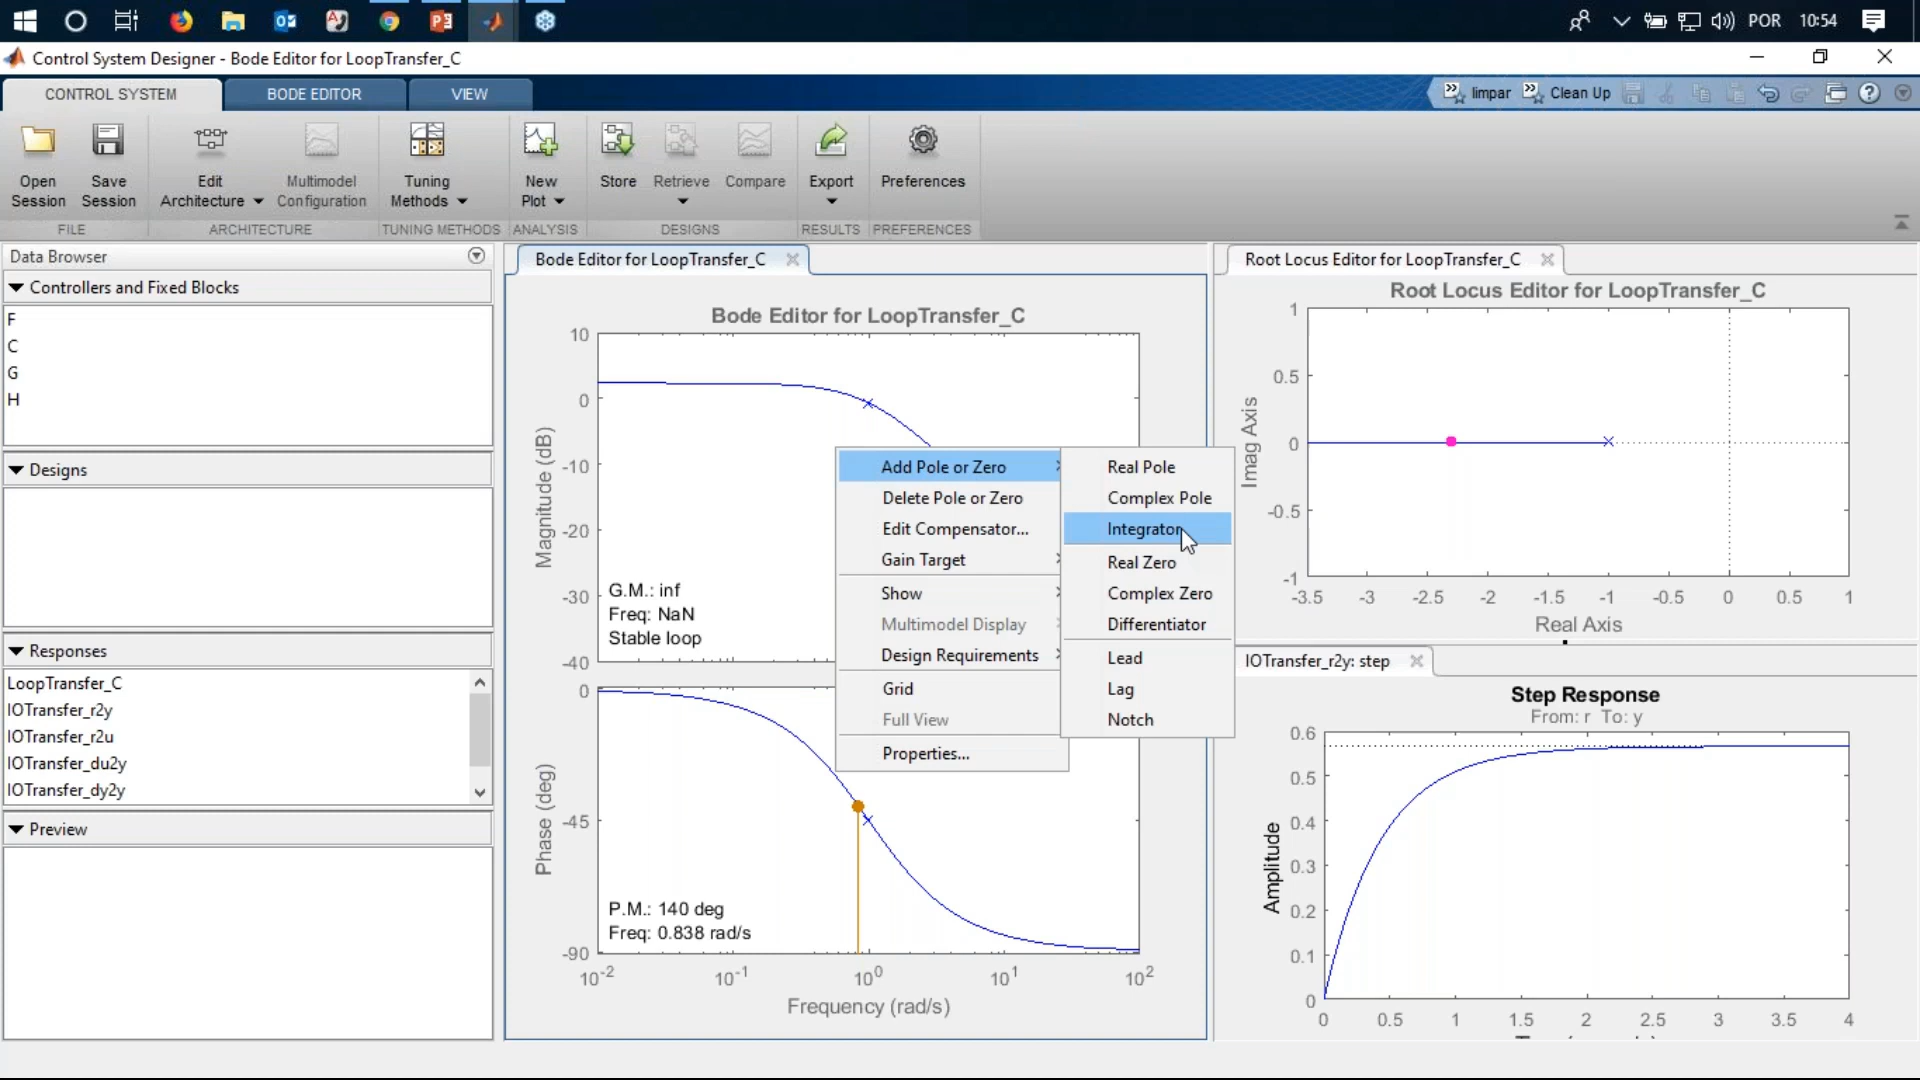 POR 10:54
Control System Designer - Bode Editor for LoopTransfer_C
CONTROL SYSTEM BODE EDITOR VIEW
limpar Clean Up
Open Session
Save Session
Edit Architecture
Multimodel Configuration
Tuning Methods
New Plot
Store
Retrieve
Compare
Export
Preferences
FILE ARCHITECTURE TUNING METHODS ANALYSIS DESIGNS RESULTS PREFERENCES
Data Browser
Controllers and Fixed Blocks
F
C
G
H
Designs
Responses
LoopTransfer_C
IOTransfer_r2y
IOTransfer_r2u
IOTransfer_du2y
IOTransfer_dy2y
Preview
Bode Editor for LoopTransfer_C
Bode Editor for LoopTransfer_C
Magnitude (dB)
10
0
-10
-20
-30
-40
G.M.: inf
Freq: NaN
Stable loop
Phase (deg)
0
-45
-90
P.M.: 140 deg
Freq: 0.838 rad/s
10-2 10-1 100 101 102
Frequency (rad/s)
Add Pole or Zero
Delete Pole or Zero
Edit Compensator...
Gain Target
Show
Multimodel Display
Design Requirements
Grid
Full View
Properties...
Real Pole
Complex Pole
Integrator
Real Zero
Complex Zero
Differentiator
Lead
Lag
Notch
Root Locus Editor for LoopTransfer_C
Root Locus Editor for LoopTransfer_C
Imag Axis
1
0.5
0
-0.5
-1
-3.5 -3 -2.5 -2 -1.5 -1 -0.5 0 0.5 1
Real Axis
IOTransfer_r2y: step
Step Response
From: r To: y
Amplitude
0.6
0.5
0.4
0.3
0.2
0.1
0
0 0.5 1 1.5 2 2.5 3 3.5 4